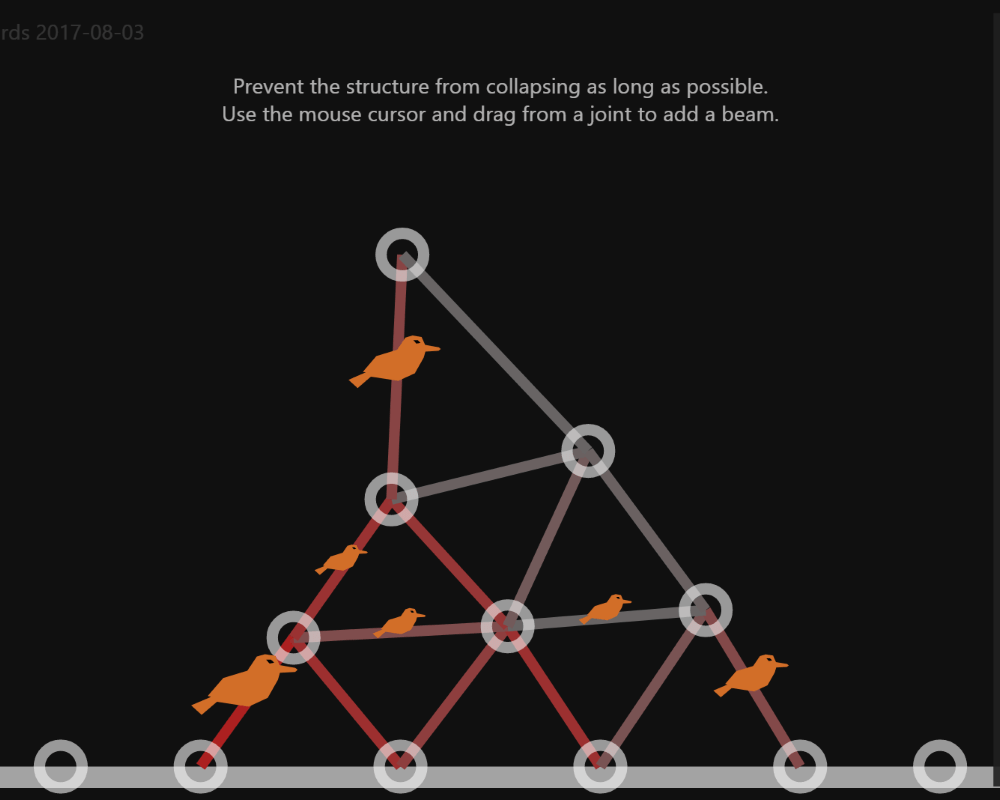 rds 2017-08-03
Prevent the structure from collapsing as long as possible.
Use the mouse cursor and drag from a joint to add a beam.